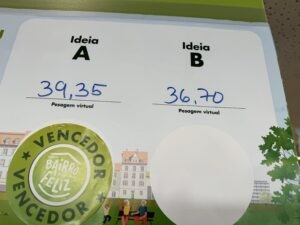 Ideia A
Ideia B
39,35
36,70
Pesagem virtual
Pesagem virtual
VENCEDOR
BAIRRO FELIZ
VENCEDOR